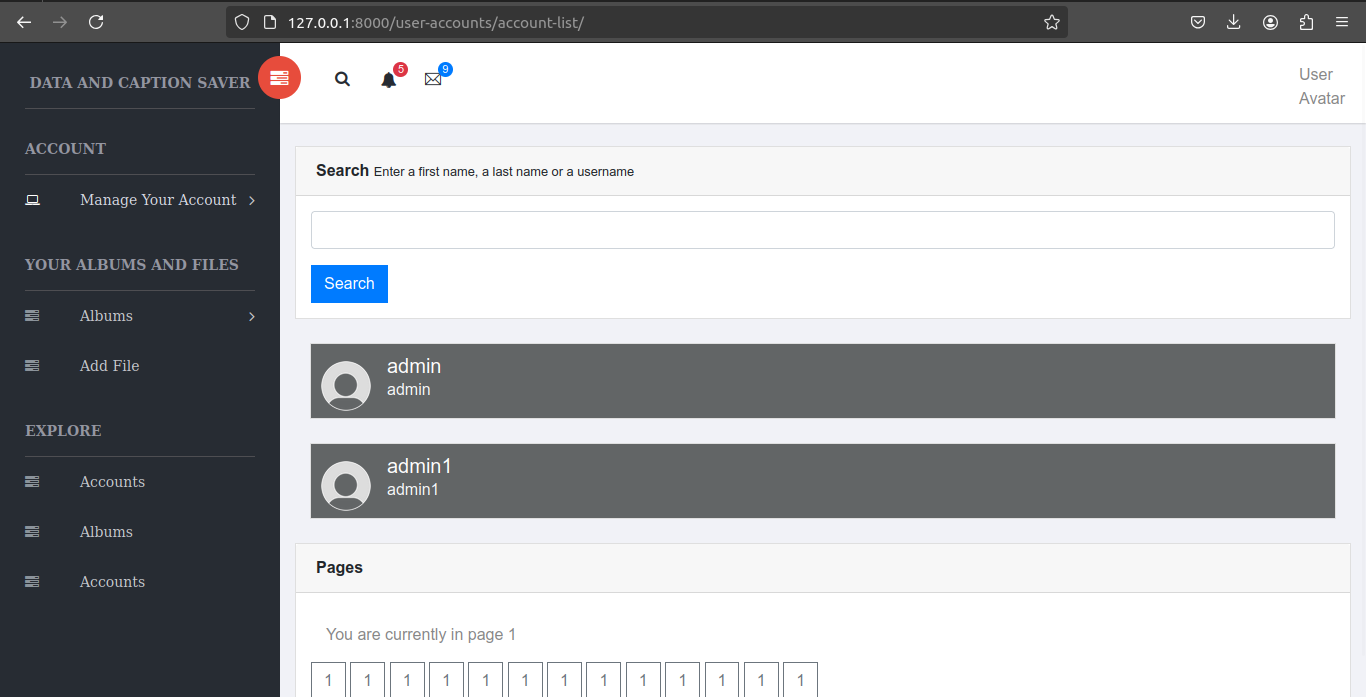 127.0.0.1:8000/user-accounts/account-list/
DATA AND CAPTION SAVER
5
9
User
Avatar
ACCOUNT
Manage Your Account
YOUR ALBUMS AND FILES
Albums
Add File
EXPLORE
Accounts
Albums
Accounts
Search Enter a first name, a last name or a username
Search
admin
admin
admin1
admin1
Pages
You are currently in page 1
1 1 1 1 1 1 1 1 1 1 1 1 1